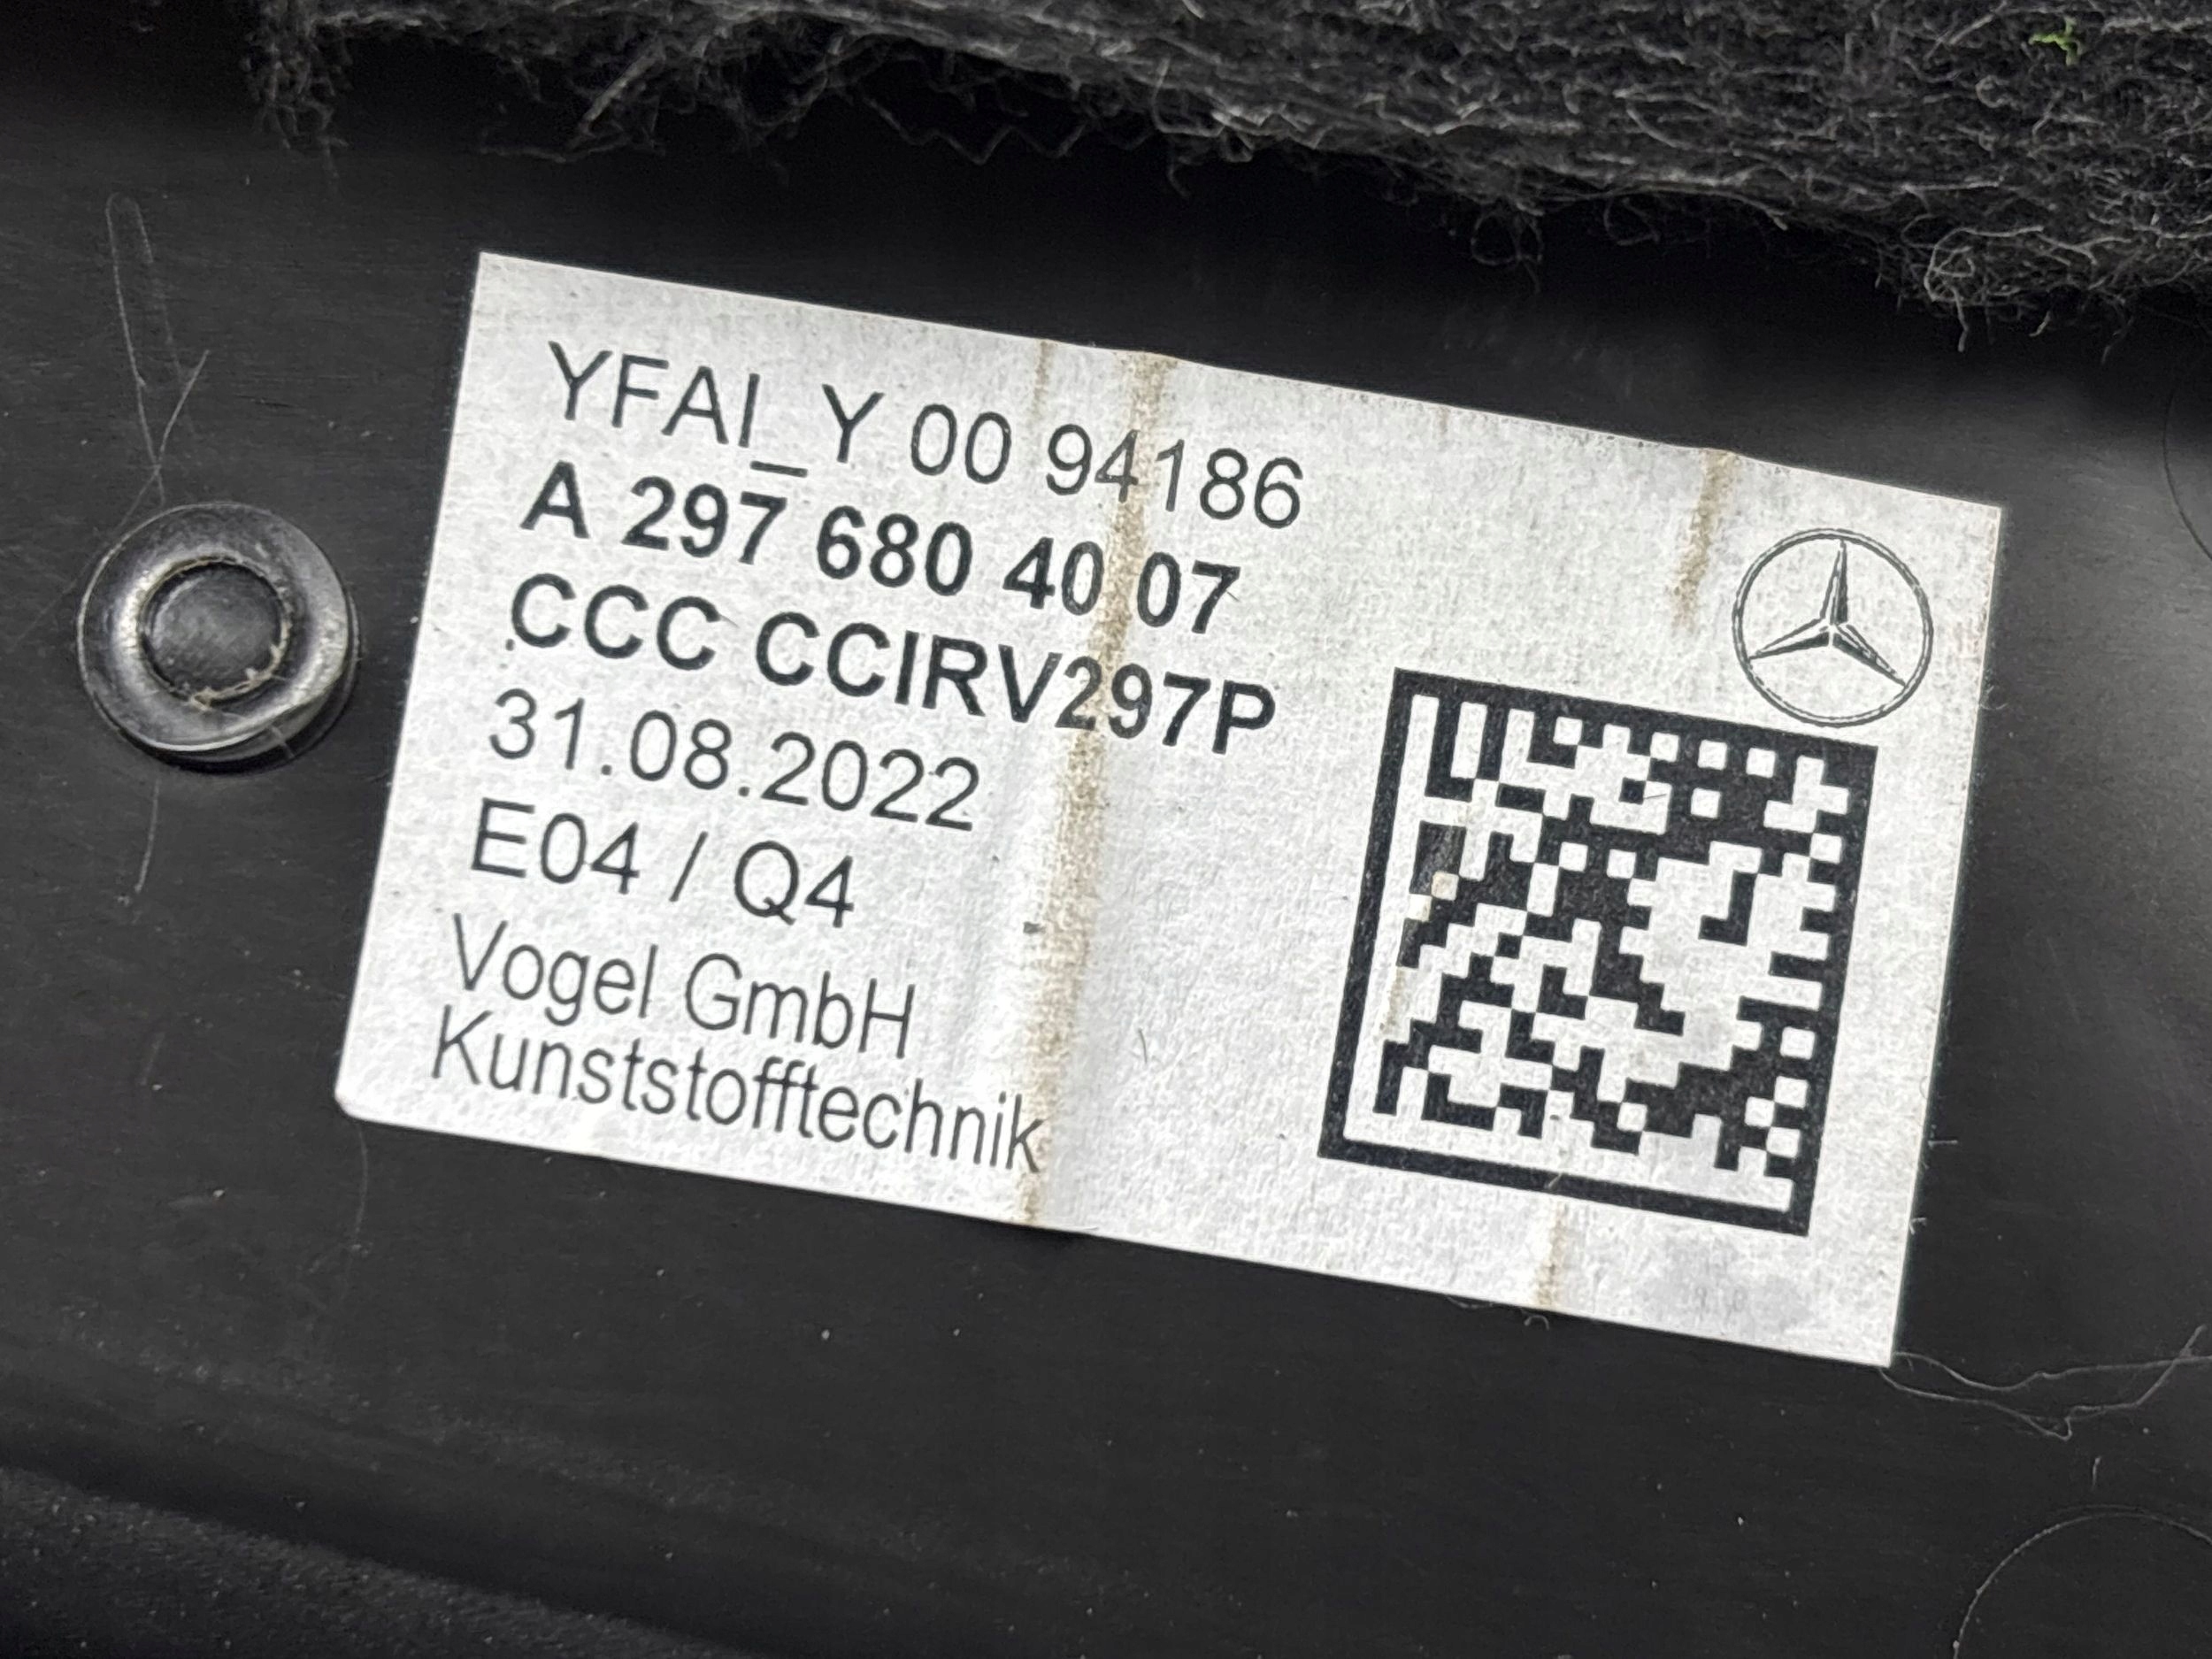 YFAI_Y 00 94186
A 297 680 40 07
CCC CCIRV297P
31.08.2022
E04 / Q4
Vogel GmbH
Kunststofftechnik